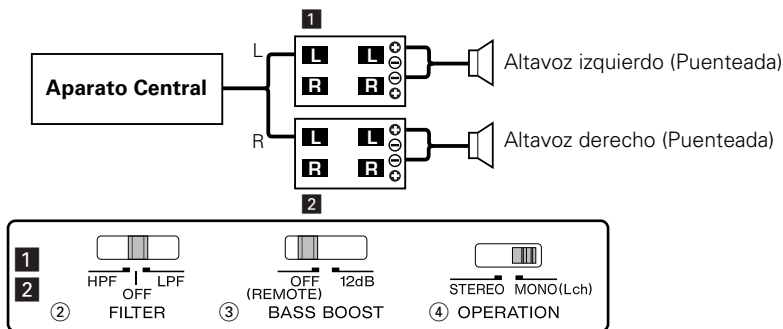 1
L
L L ⊕
⊖
Altavoz izquierdo (Puenteada)
Aparato Central
R R ⊖
⊕
R
L L ⊕
⊖
Altavoz derecho (Puenteada)
R R ⊖
⊕
2
1
2
HPF OFF LPF
② FILTER
OFF (REMOTE) 12dB
③ BASS BOOST
STEREO MONO(Lch)
④ OPERATION